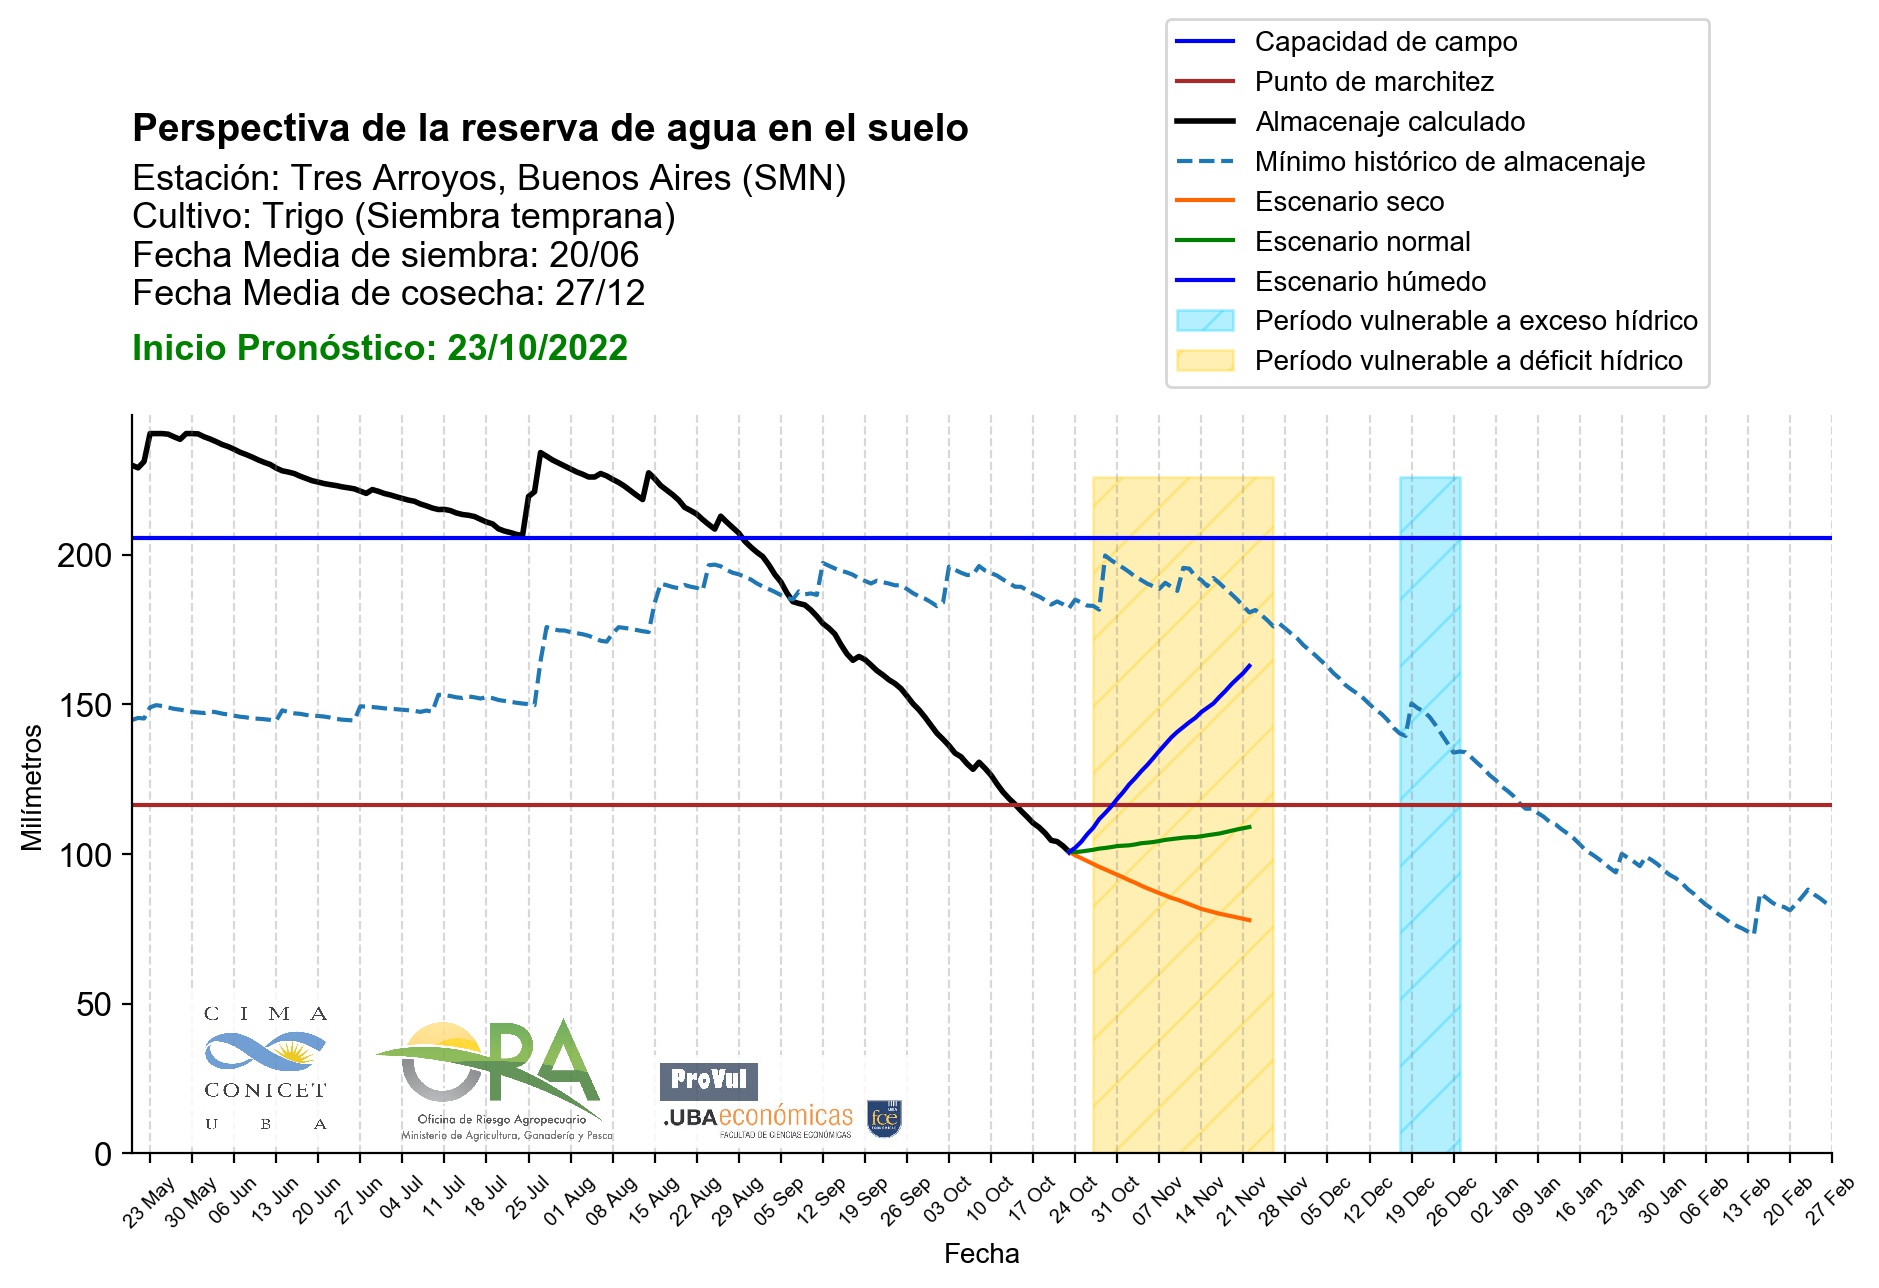 Capacidad de campo
Punto de marchitez
Almacenaje calculado
Mínimo histórico de almacenaje
Escenario seco
Escenario normal
Escenario húmedo
Período vulnerable a exceso hídrico
Período vulnerable a déficit hídrico
Perspectiva de la reserva de agua en el suelo
Estación: Tres Arroyos, Buenos Aires (SMN)
Cultivo: Trigo (Siembra temprana)
Fecha Media de siembra: 20/06
Fecha Media de cosecha: 27/12
Inicio Pronóstico: 23/10/2022
Milímetros
200
150
100
50
0
CIMA
CONICET
UBA
ORA
Oficina de Riesgo Agropecuario
Ministerio de Agricultura, Ganadería y Pesca
ProVul
.UBAeconómicas
FACULTAD DE CIENCIAS ECONÓMICAS
UBA
fce
ECONÓMICAS
23 May
30 May
06 Jun
13 Jun
20 Jun
27 Jun
04 Jul
11 Jul
18 Jul
25 Jul
01 Aug
08 Aug
15 Aug
22 Aug
29 Aug
05 Sep
12 Sep
19 Sep
26 Sep
03 Oct
10 Oct
17 Oct
24 Oct
31 Oct
07 Nov
14 Nov
21 Nov
28 Nov
05 Dec
12 Dec
19 Dec
26 Dec
02 Jan
09 Jan
16 Jan
23 Jan
30 Jan
06 Feb
13 Feb
20 Feb
27 Feb
Fecha